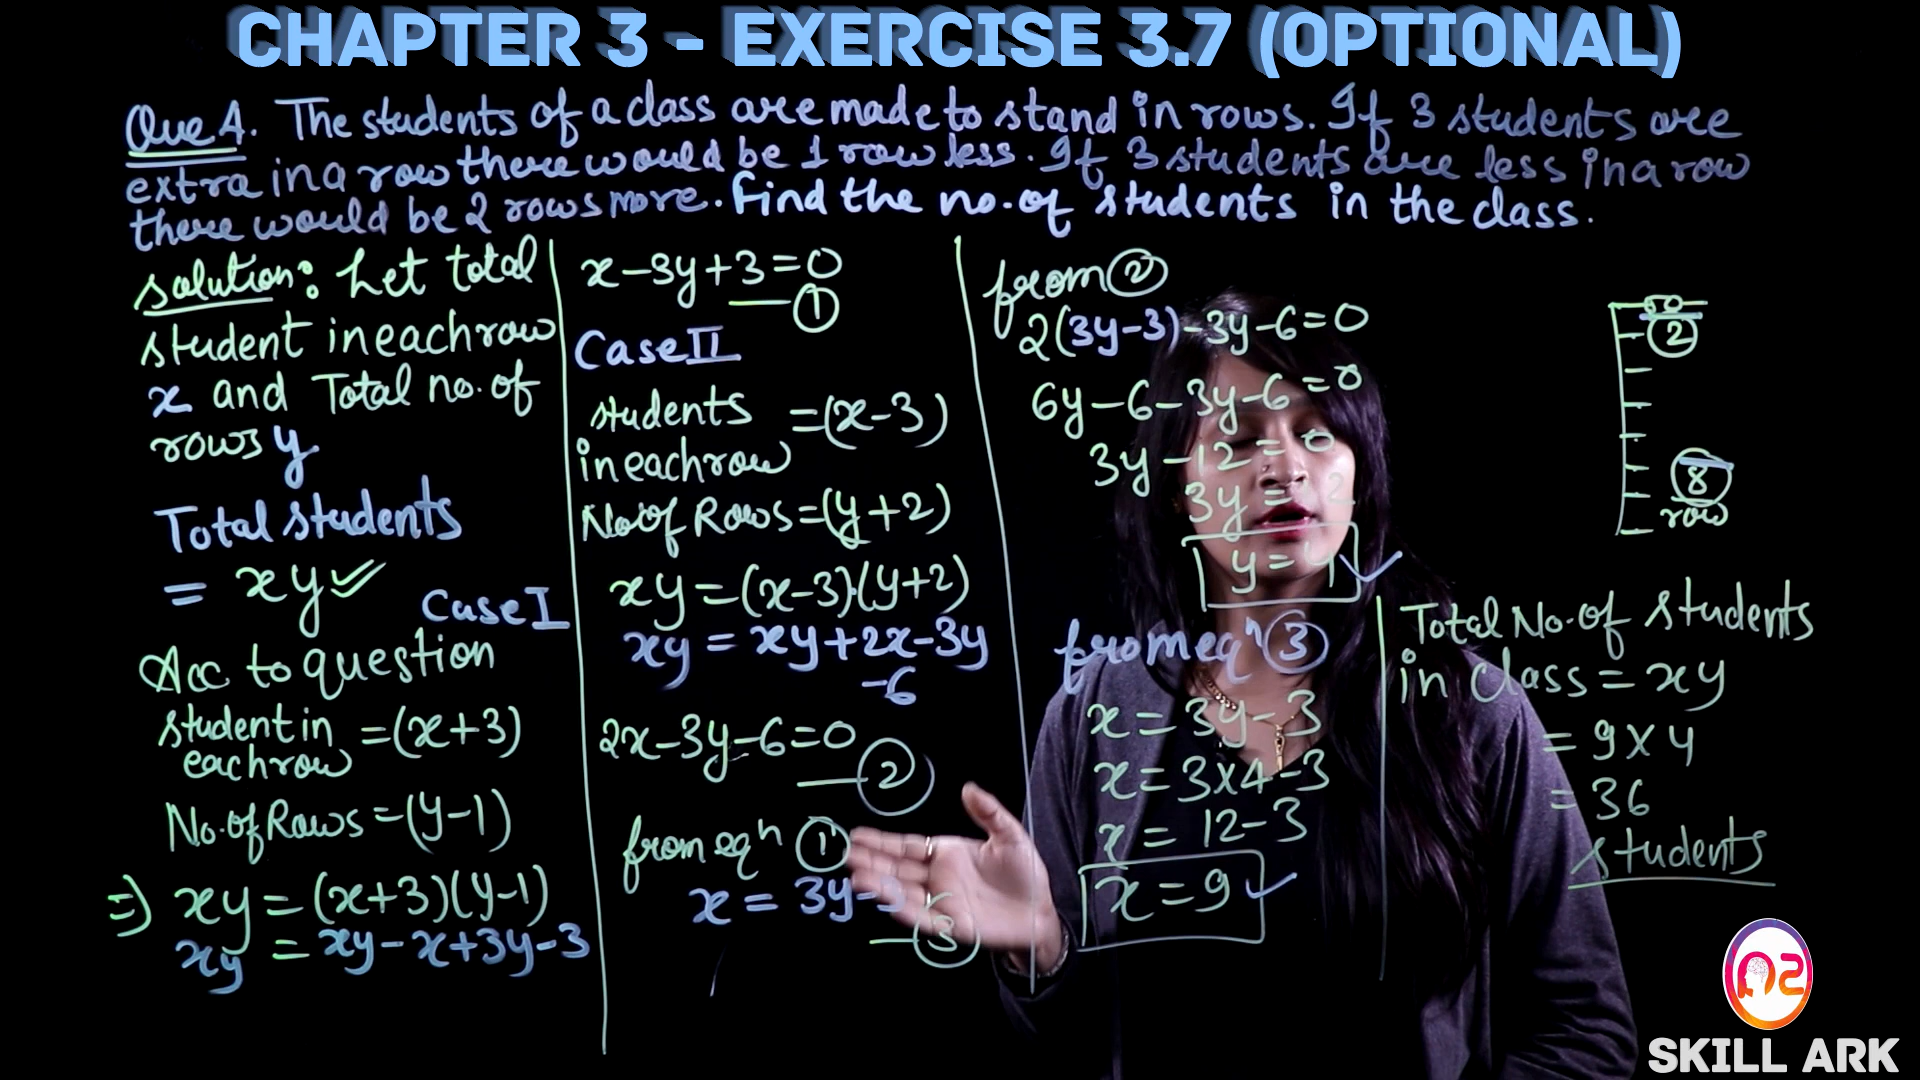 CHAPTER 3 - EXERCISE 3.7 (OPTIONAL)
Que 4. The students of a class are made to stand in rows. If 3 students are
extra in a row there would be 1 row less. If 3 students are less in a row
there would be 2 rows more. Find the no. of students in the class.
Solution: Let total
student in each row
x and Total no. of
rows y
Total students
= xy ✓
Case I
Acc to question
student in
each row = (x+3)
No. of Rows = (y-1)
=> xy = (x+3)(y-1)
xy = xy-x+3y-3
x-3y+3=0
① 
Case II
students
in each row = (x-3)
No of Rows = (y+2)
xy = (x-3)(y+2)
xy = xy+2x-3y
-6
2x-3y-6=0
②
from eqn ①
x = 3y-3
③
from ②
2(3y-3)-3y-6=0
6y-6-3y-6=0
3y-12=0
3y = 2
y=4 ✓
from eqn ③
x = 3y-3
x = 3x4-3
x = 12-3
x = 9 ✓
②
8
row
Total No. of students
in class = xy
= 9x4
= 36
students
SKILL ARK